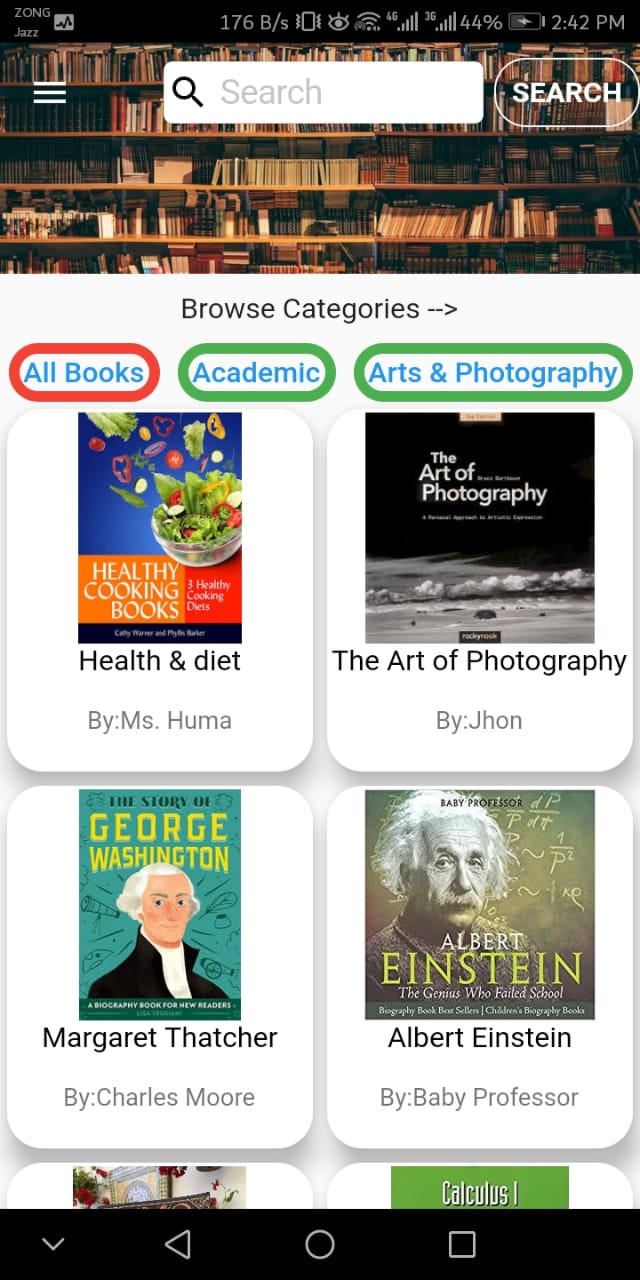 ZONG
Jazz
176 B/s 4G 3G 44% 2:42 PM
Search
SEARCH
Browse Categories -->
All Books
Academic
Arts & Photography
HEALTHY
COOKING
BOOKS
3 Healthy
Cooking
Diets
Cathy Warner and Phyllis Barker
Health & diet
By:Ms. Huma
The
Art of
Bruce Barnbaum
Photography
A Personal Approach to Artistic Expression
rockynook
The Art of Photography
By:Jhon
THE STORY OF
GEORGE
WASHINGTON
A BIOGRAPHY BOOK FOR NEW READERS
LISA TRUSIANI
Margaret Thatcher
By:Charles Moore
BABY PROFESSOR
ALBERT
EINSTEIN
The Genius Who Failed School
Biography Book Best Sellers | Children's Biography Books
Albert Einstein
By:Baby Professor
Calculus I